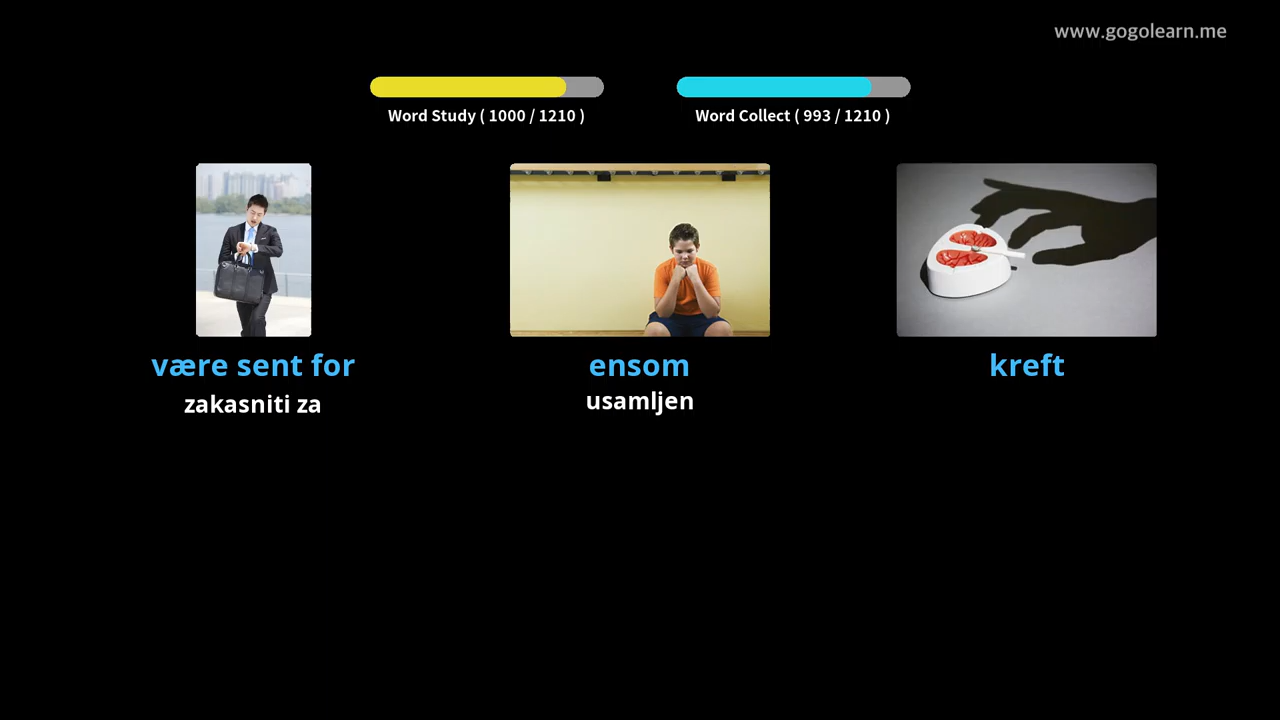 www.gogolearn.me
Word Study ( 1000 / 1210 )
Word Collect ( 993 / 1210 )
være sent for
zakasniti za
ensom
usamljen
kreft